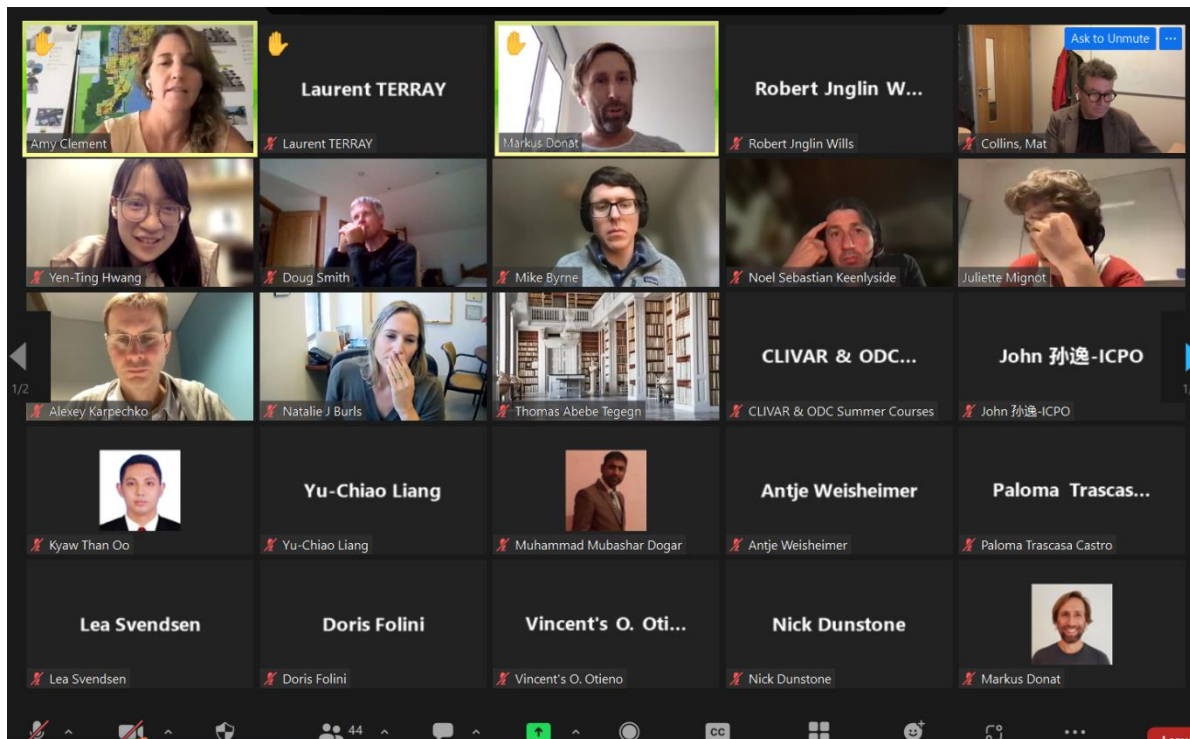 Amy Clement
Laurent TERRAY
Laurent TERRAY
Markus Donat
Robert Jnglin W...
Robert Jnglin Wills
Ask to Unmute ...
Collins, Mat
Yen-Ting Hwang
Doug Smith
Mike Byrne
Noel Sebastian Keenlyside
Juliette Mignot
1/2
Alexey Karpechko
Natalie J Burls
Thomas Abebe Tegegn
CLIVAR & ODC...
CLIVAR & ODC Summer Courses
John 孙逸-ICPO
John 孙逸-ICPO
Kyaw Than Oo
Yu-Chiao Liang
Yu-Chiao Liang
Muhammad Mubashar Dogar
Antje Weisheimer
Antje Weisheimer
Paloma Trascas...
Paloma Trascasa Castro
Lea Svendsen
Lea Svendsen
Doris Folini
Doris Folini
Vincent's O. Oti...
Vincent's O. Otieno
Nick Dunstone
Nick Dunstone
Markus Donat
44
CC